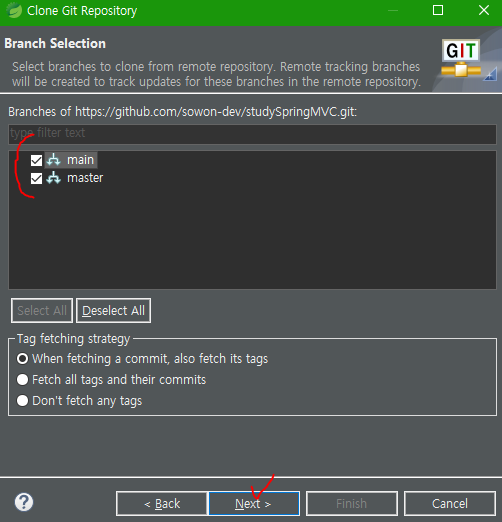 Clone Git Repository
Branch Selection
Select branches to clone from remote repository. Remote tracking branches
will be created to track updates for these branches in the remote repository.
GIT
Branches of https://github.com/sowon-dev/studySpringMVC.git:
type filter text
main
master
Select All
Deselect All
Tag fetching strategy
When fetching a commit, also fetch its tags
Fetch all tags and their commits
Don't fetch any tags
?
< Back
Next >
Finish
Cancel